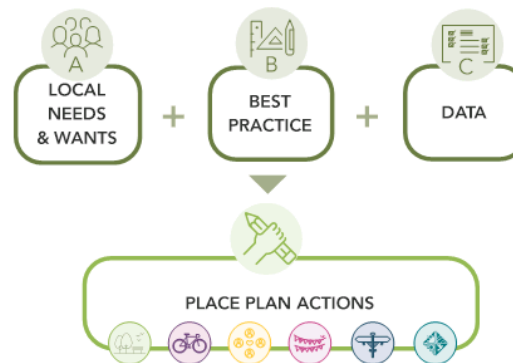 A
B
C
LOCAL
NEEDS
& WANTS
+
BEST
PRACTICE
+
DATA
PLACE PLAN ACTIONS